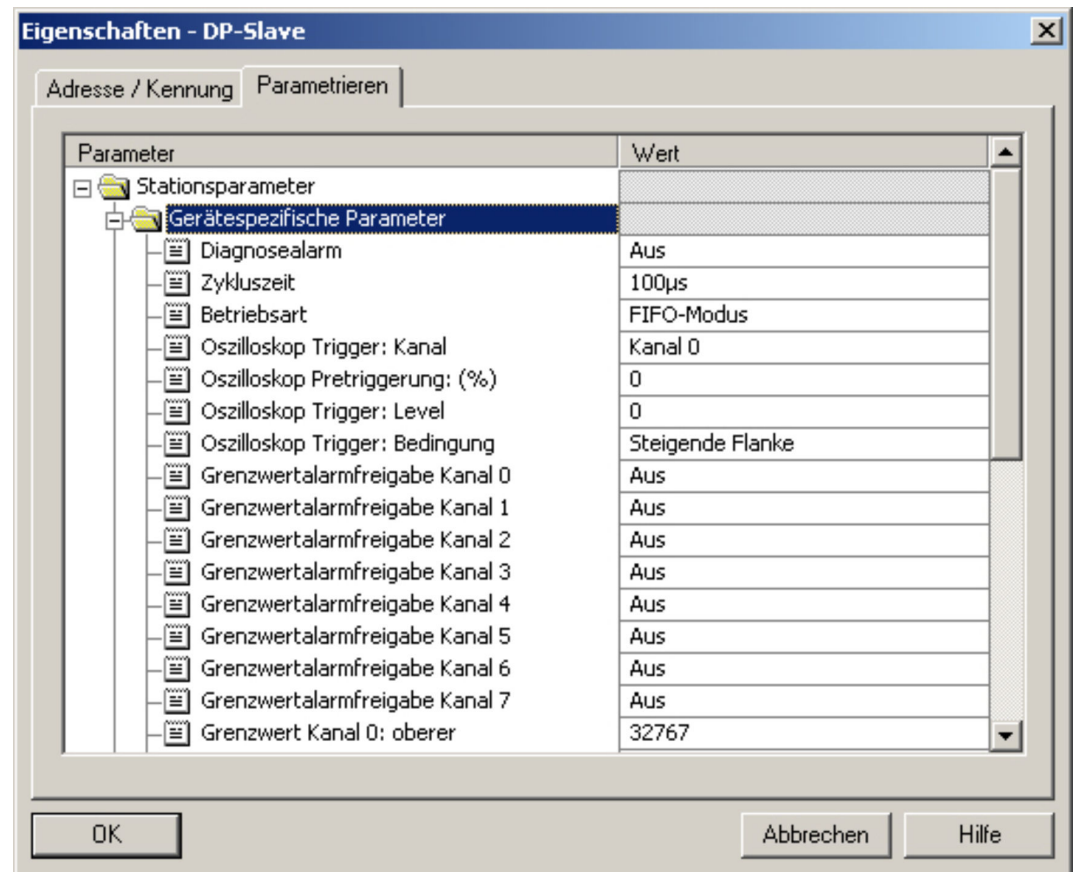 Eigenschaften - DP-Slave
Adresse / Kennung Parametrieren
Parameter Wert
Stationsparameter
Gerätespezifische Parameter
Diagnosealarm Aus
Zykluszeit 100µs
Betriebsart FIFO-Modus
Oszilloskop Trigger: Kanal Kanal 0
Oszilloskop Pretriggerung: (%) 0
Oszilloskop Trigger: Level 0
Oszilloskop Trigger: Bedingung Steigende Flanke
Grenzwertalarmfreigabe Kanal 0 Aus
Grenzwertalarmfreigabe Kanal 1 Aus
Grenzwertalarmfreigabe Kanal 2 Aus
Grenzwertalarmfreigabe Kanal 3 Aus
Grenzwertalarmfreigabe Kanal 4 Aus
Grenzwertalarmfreigabe Kanal 5 Aus
Grenzwertalarmfreigabe Kanal 6 Aus
Grenzwertalarmfreigabe Kanal 7 Aus
Grenzwert Kanal 0: oberer 32767
OK Abbrechen Hilfe